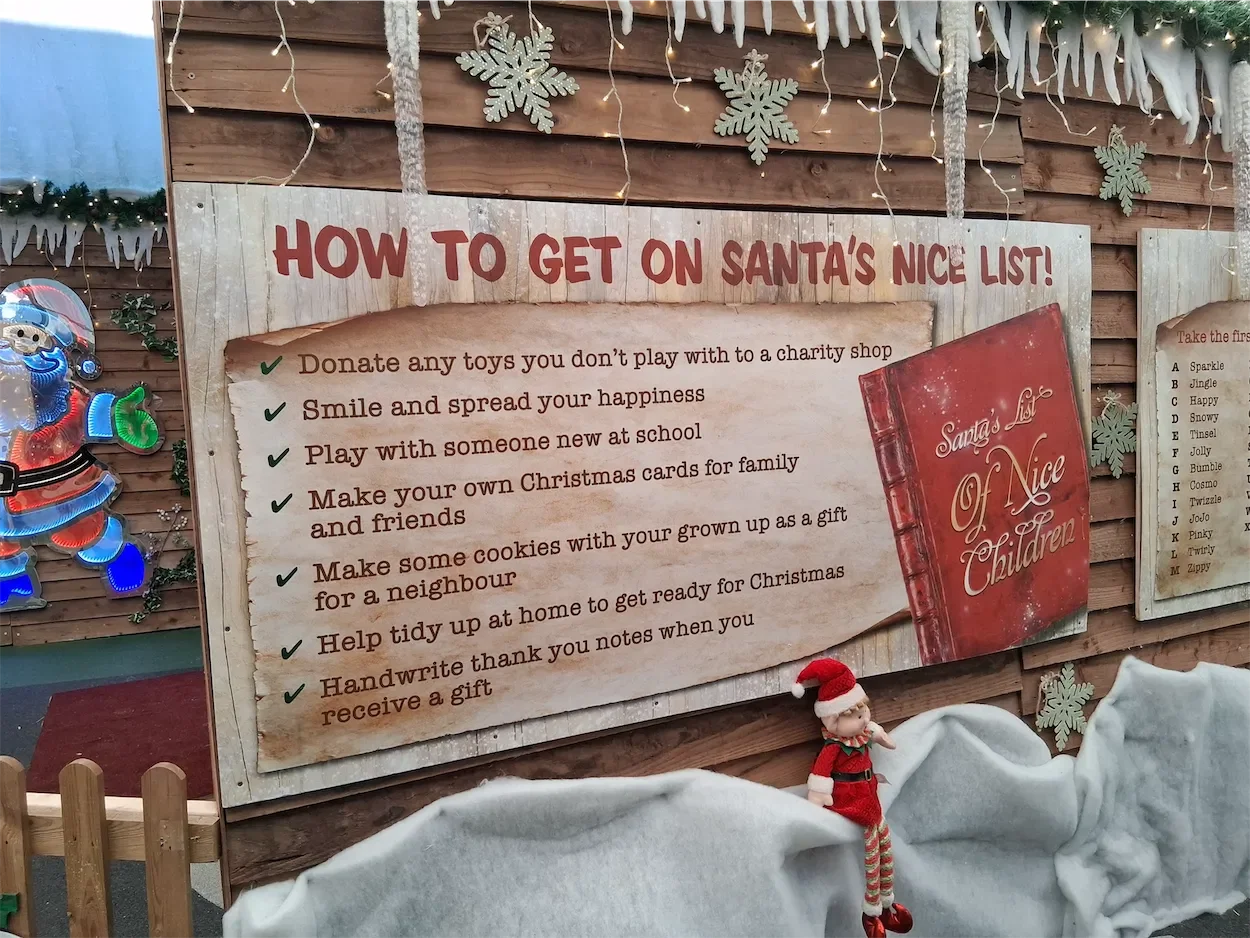 HOW TO GET ON SANTA'S NICE LIST!
Donate any toys you don't play with to a charity shop
Smile and spread your happiness
Play with someone new at school
Make your own Christmas cards for family
and friends
Make some cookies with your grown up as a gift
for a neighbour
Help tidy up at home to get ready for Christmas
Handwrite thank you notes when you
receive a gift
Santa's List
Of Nice
Children
Take the
A Sparkle
B Jingle
C Happy
D Snowy
E Tinsel
F Jolly
G Bumble
H Cosmo
I Twizzle
J JoJo
K Pinky
L Twirly
M Zippy